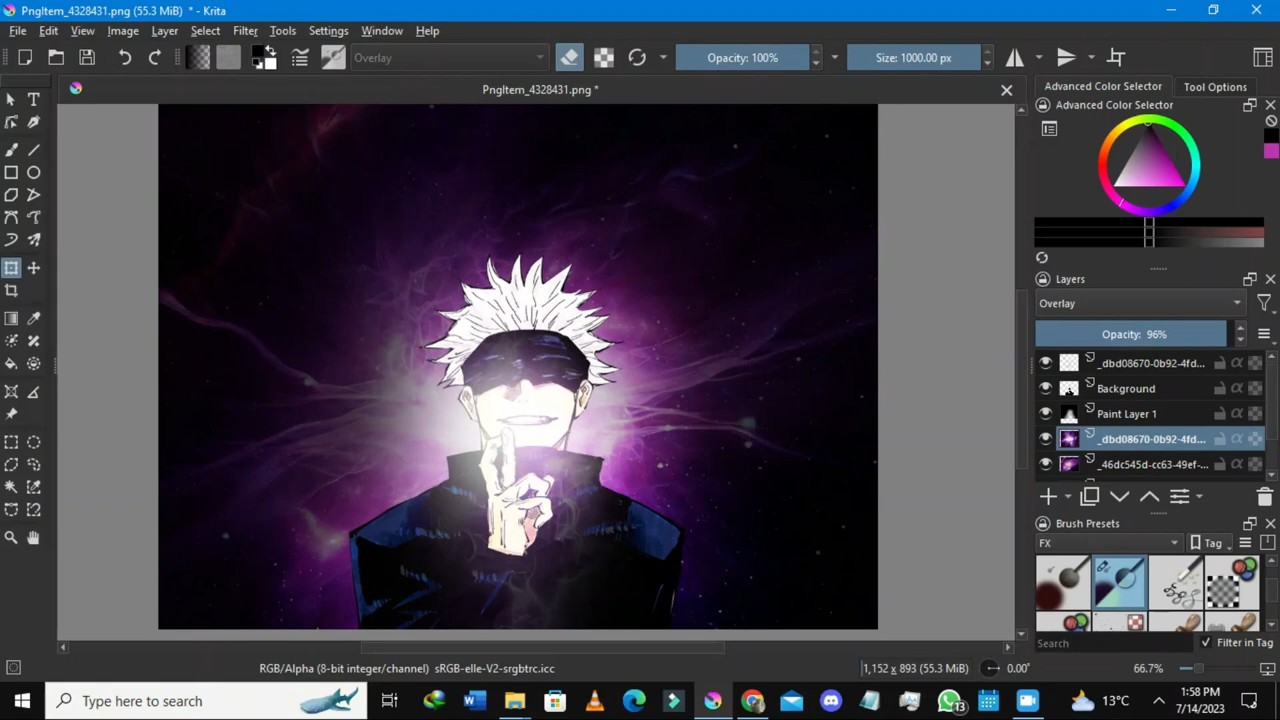 PngItem_4328431.png (55.3 MiB) * - Krita
File Edit View Image Layer Select Filter Tools Settings Window Help
Overlay
Opacity: 100%
Size: 1000.00 px
PngItem_4328431.png *
Advanced Color Selector
Tool Options
Advanced Color Selector
Layers
Overlay
Opacity: 96%
_dbd08670-0b92-4fd...
Background
Paint Layer 1
_dbd08670-0b92-4fd...
_46dc545d-cc63-49ef-...
Brush Presets
FX
Tag
Search
Filter in Tag
RGB/Alpha (8-bit integer/channel) sRGB-elle-V2-srgbtrc.icc
1,152 x 893 (55.3 MiB)
0.00°
66.7%
Type here to search
13
13°C
1:58 PM
7/14/2023